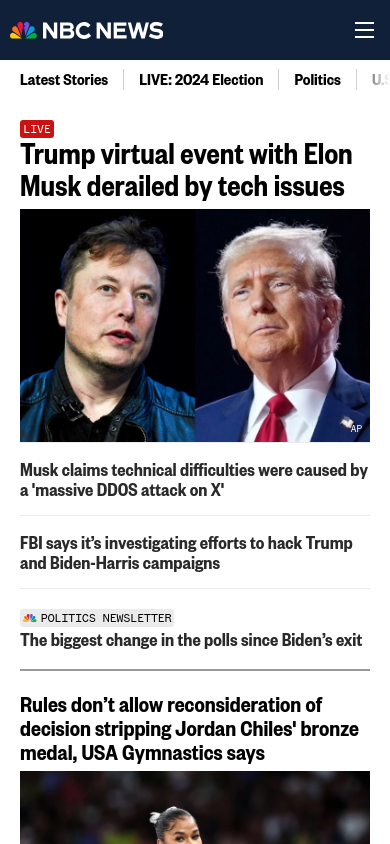 NBC NEWS
Latest Stories
LIVE: 2024 Election
Politics
LIVE
Trump virtual event with Elon
Musk derailed by tech issues
AP
Musk claims technical difficulties were caused by
a 'massive DDOS attack on X'
FBI says it’s investigating efforts to hack Trump
and Biden-Harris campaigns
POLITICS NEWSLETTER
The biggest change in the polls since Biden’s exit
Rules don’t allow reconsideration of
decision stripping Jordan Chiles' bronze
medal, USA Gymnastics says